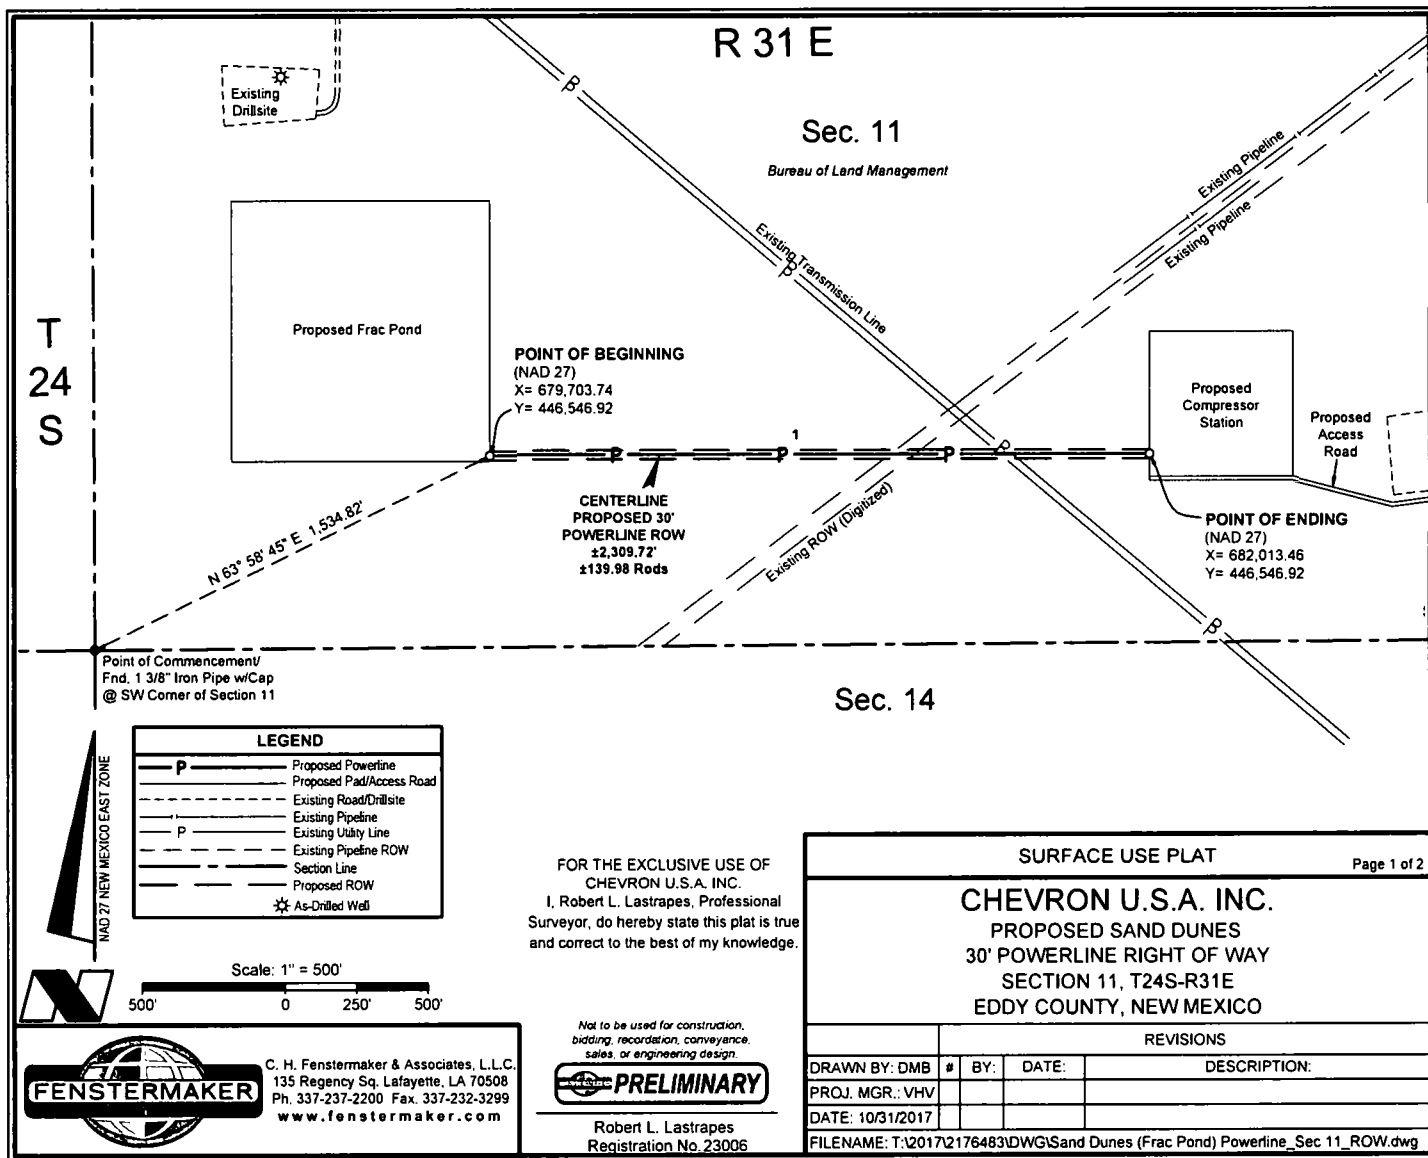 R 31 E
Existing
Drillsite
Sec. 11
Bureau of Land Management
Existing Pipeline
Existing Pipeline
Existing Transmission Line
P
P
T
24
S
Proposed Frac Pond
POINT OF BEGINNING
(NAD 27)
X= 679,703.74
Y= 446,546.92
Proposed
Compressor
Station
Proposed
Access
Road
1
P
P
P
P
CENTERLINE
PROPOSED 30'
POWERLINE ROW
±2,309.72'
±139.98 Rods
N 63° 58' 45" E 1,534.82'
Existing ROW (Digitized)
POINT OF ENDING
(NAD 27)
X= 682,013.46
Y= 446,546.92
P
Point of Commencement/
Fnd. 1 3/8" Iron Pipe w/Cap
@ SW Corner of Section 11
Sec. 14
LEGEND
P Proposed Powerline
Proposed Pad/Access Road
Existing Road/Drillsite
Existing Pipeline
P Existing Utility Line
Existing Pipeline ROW
Section Line
Proposed ROW
As-Drilled Well
NAD 27 NEW MEXICO EAST ZONE
N
Scale: 1" = 500'
500' 0 250' 500'
FOR THE EXCLUSIVE USE OF
CHEVRON U.S.A. INC.
I, Robert L. Lastrapes, Professional
Surveyor, do hereby state this plat is true
and correct to the best of my knowledge.
Not to be used for construction,
bidding, recordation, conveyance,
sales, or engineering design.
PRELIMINARY
Robert L. Lastrapes
Registration No. 23006
FENSTERMAKER
C. H. Fenstermaker & Associates, L.L.C.
135 Regency Sq. Lafayette, LA 70508
Ph. 337-237-2200 Fax. 337-232-3299
www.fenstermaker.com
SURFACE USE PLAT
Page 1 of 2
CHEVRON U.S.A. INC.
PROPOSED SAND DUNES
30' POWERLINE RIGHT OF WAY
SECTION 11, T24S-R31E
EDDY COUNTY, NEW MEXICO
REVISIONS
DRAWN BY: DMB # BY: DATE: DESCRIPTION:
PROJ. MGR.: VHV
DATE: 10/31/2017
FILENAME: T:\2017\2176483\DWG\Sand Dunes (Frac Pond) Powerline_Sec 11_ROW.dwg